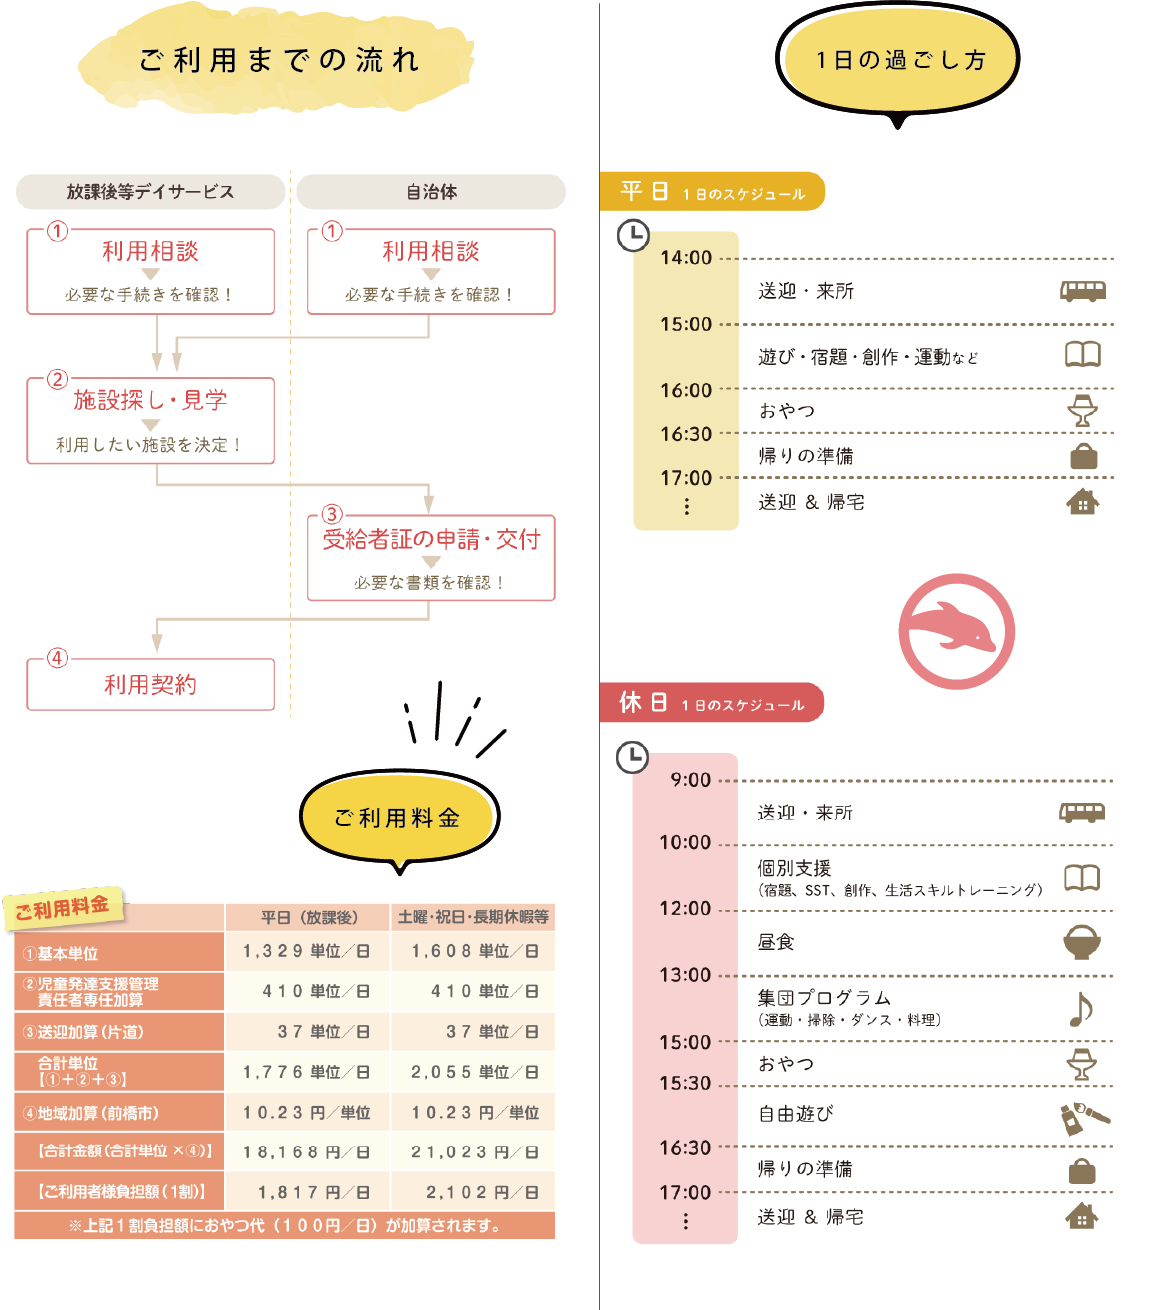 ご利用までの流れ
放課後等デイサービス
自治体
①
利用相談
必要な手続きを確認！
①
利用相談
必要な手続きを確認！
②
施設探し・見学
利用したい施設を決定！
③
受給者証の申請・交付
必要な書類を確認！
④
利用契約
ご利用料金
ご利用料金
平日（放課後） 土曜・祝日・長期休暇等
①基本単位 1,329 単位／日 1,608 単位／日
②児童発達支援管理
責任者専任加算 410 単位／日 410 単位／日
③送迎加算（片道） 37 単位／日 37 単位／日
合計単位
【①＋②＋③】 1,776 単位／日 2,055 単位／日
④地域加算（前橋市） 10.23 円／単位 10.23 円／単位
【合計金額（合計単位 ×④）】 18,168 円／日 21,023 円／日
【ご利用者様負担額（1割）】 1,817 円／日 2,102 円／日
※上記１割負担額におやつ代（１００円／日）が加算されます。
1日の過ごし方
平日 1日のスケジュール
14:00
送迎・来所
15:00
遊び・宿題・創作・運動など
16:00
おやつ
16:30
帰りの準備
17:00
送迎 ＆ 帰宅
休日 1日のスケジュール
9:00
送迎・来所
10:00
個別支援
（宿題、SST、創作、生活スキルトレーニング）
12:00
昼食
13:00
集団プログラム
（運動・掃除・ダンス・料理）
15:00
おやつ
15:30
自由遊び
16:30
帰りの準備
17:00
送迎 ＆ 帰宅